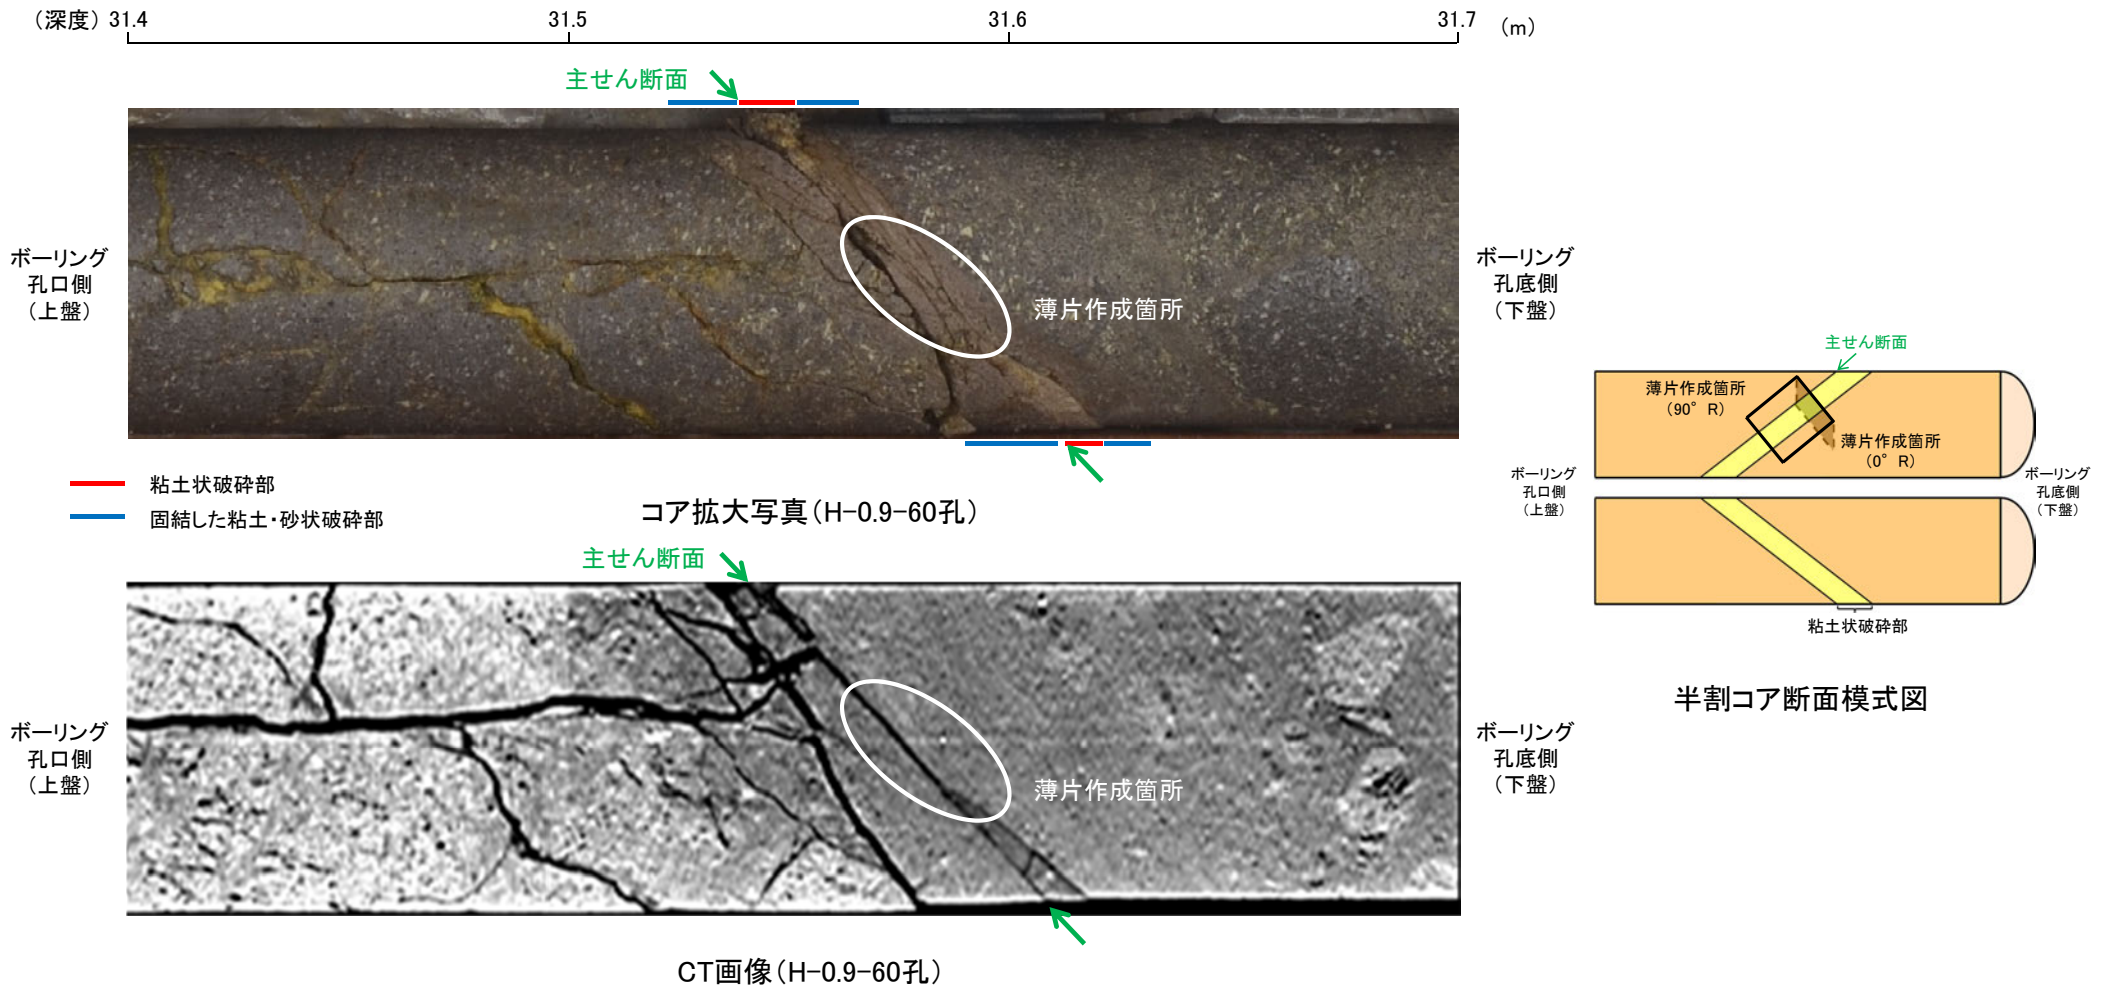 （深度） 31.4 31.5 31.6 31.7 （m）
主せん断面
ボーリング
孔口側
（上盤）
薄片作成箇所
ボーリング
孔底側
（下盤）
粘土状破砕部
固結した粘土・砂状破砕部
コア拡大写真（H-0.9-60孔）
主せん断面
ボーリング
孔口側
（上盤）
薄片作成箇所
ボーリング
孔底側
（下盤）
CT画像（H-0.9-60孔）
主せん断面
薄片作成箇所
（90°R）
薄片作成箇所
（0°R）
ボーリング
孔口側
（上盤）
ボーリング
孔底側
（下盤）
粘土状破砕部
半割コア断面模式図